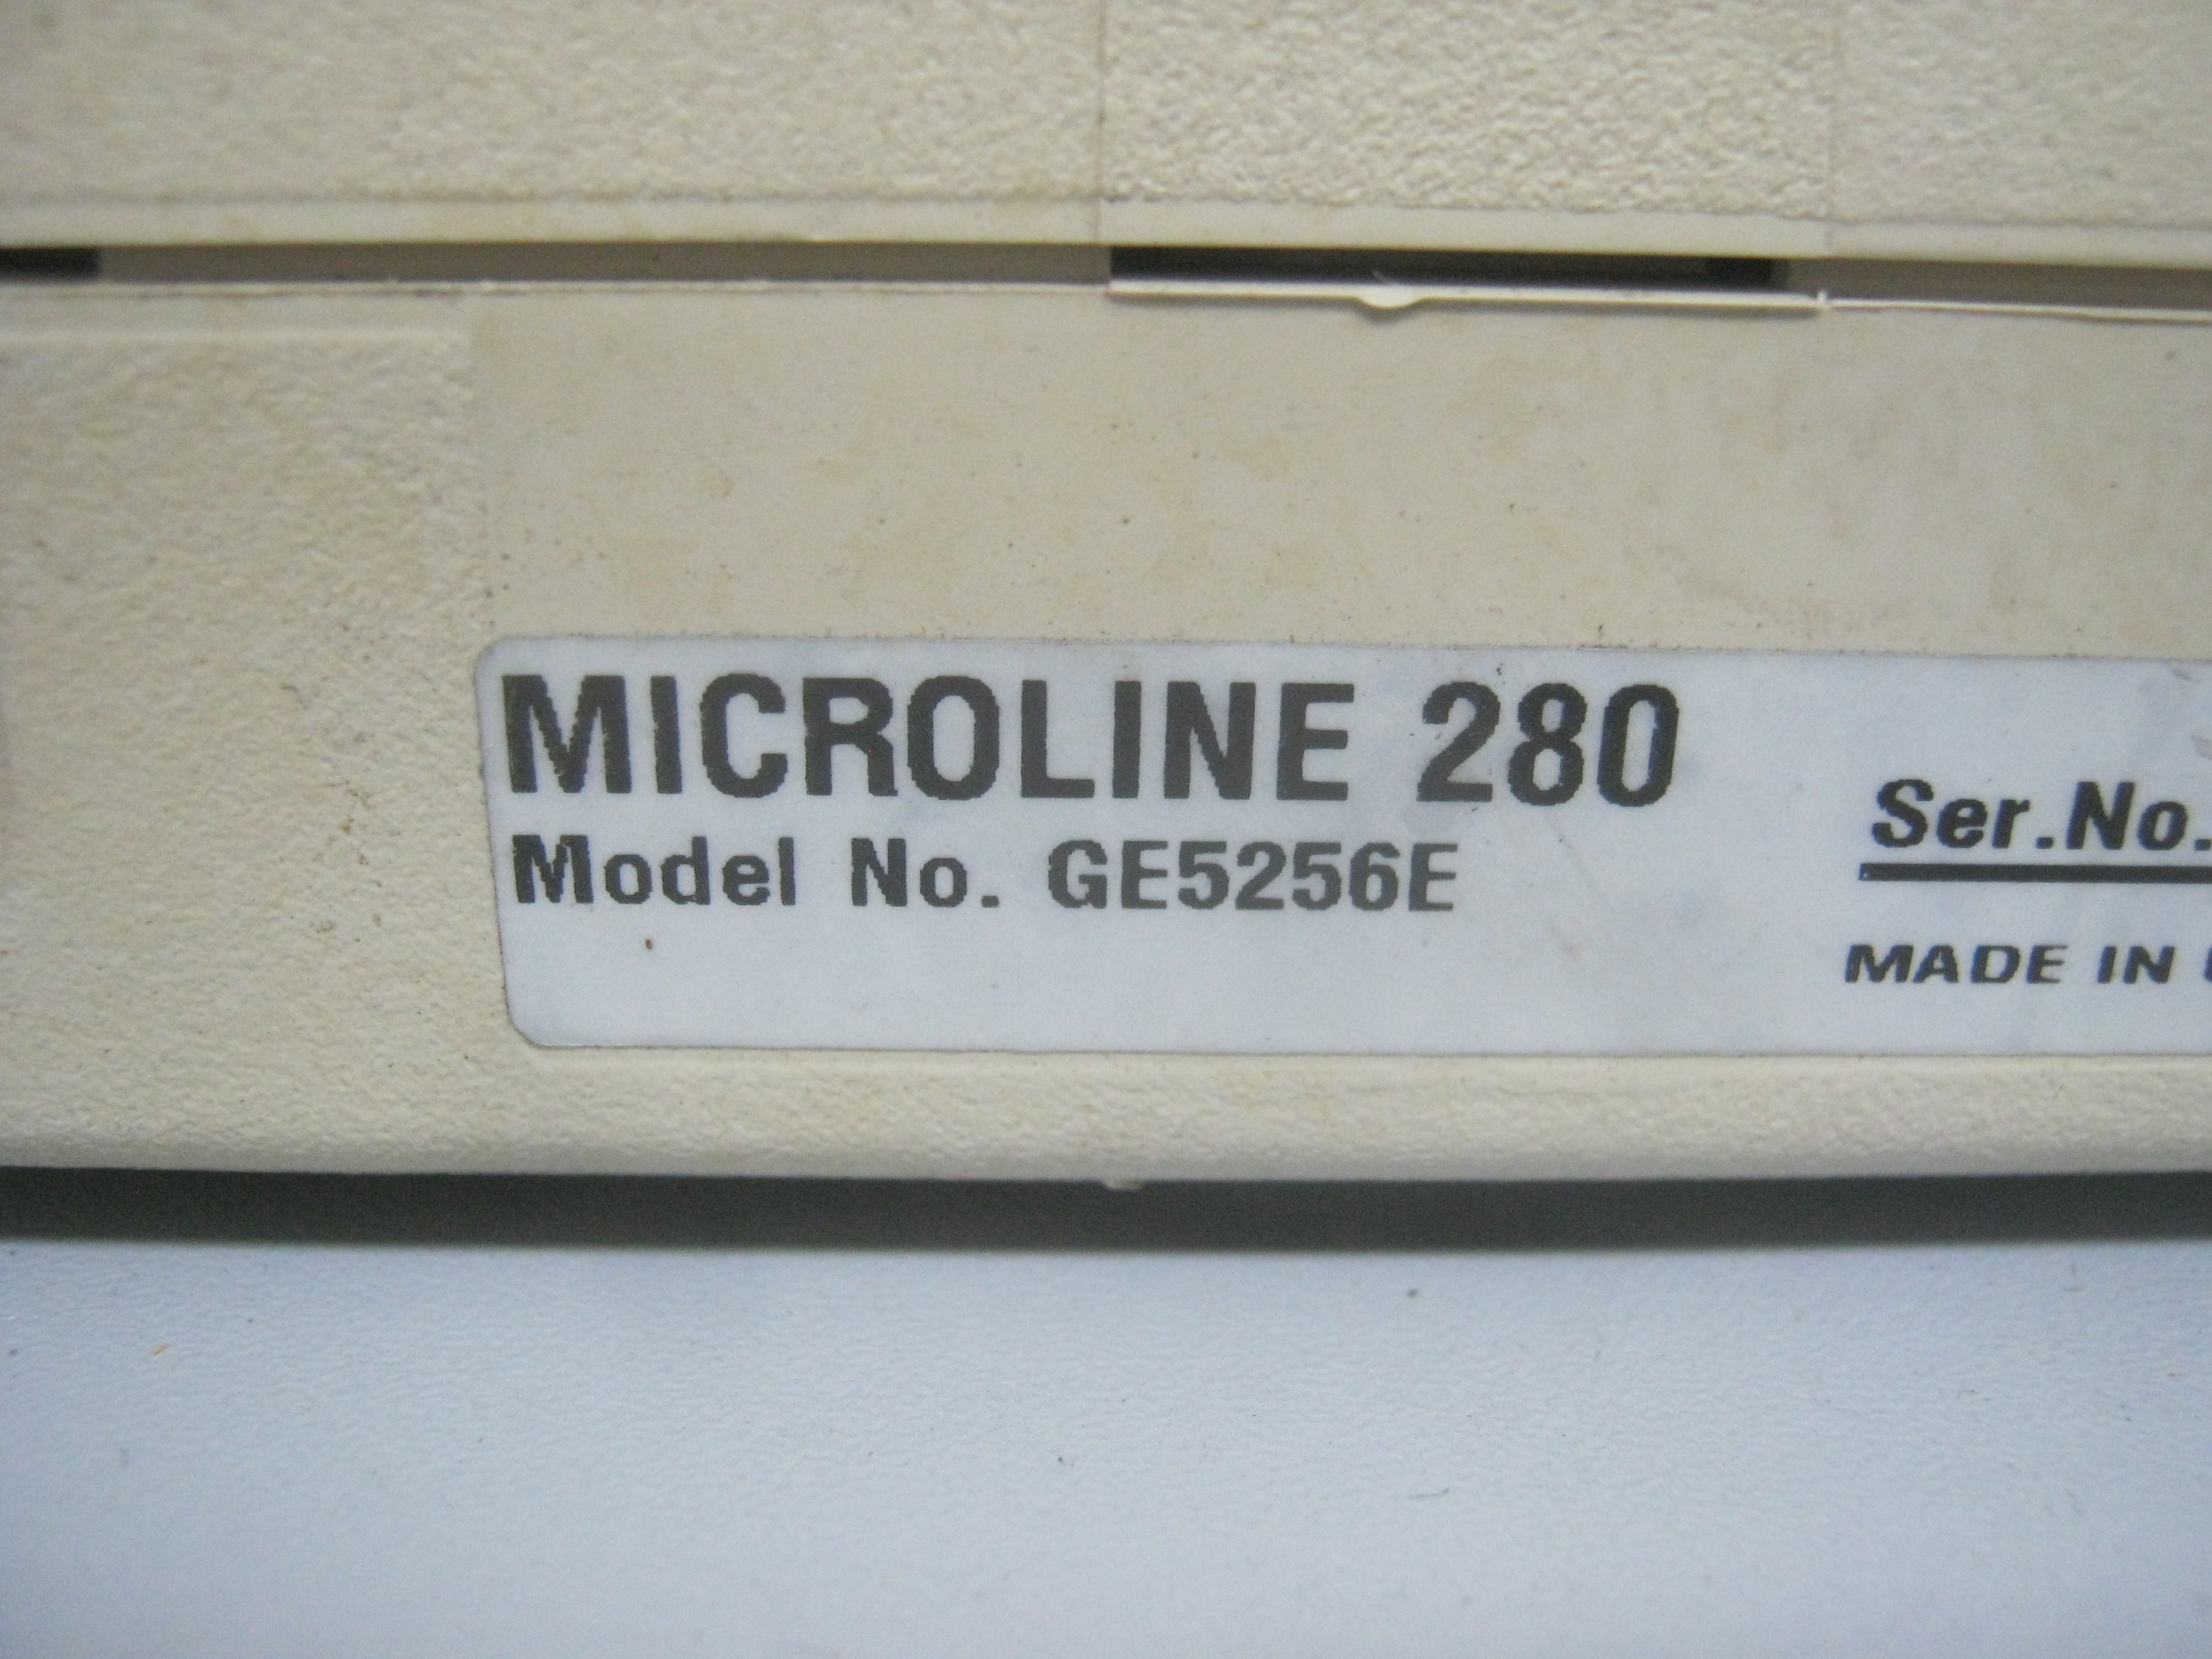 MICROLINE 280
Model No. GE5256E
Ser.No.
MADE IN